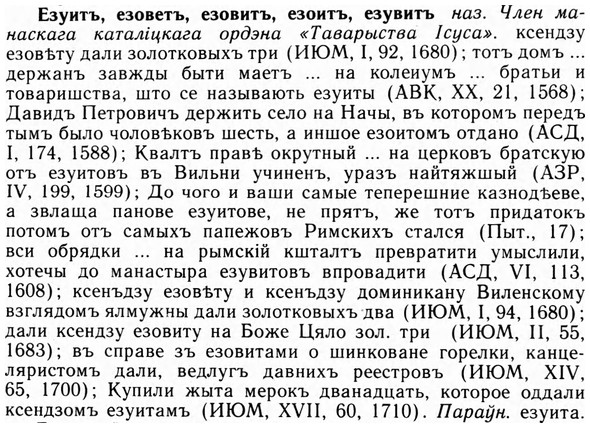 Езуитъ, езоветъ, езовитъ, езоитъ, езувитъ наз. Член ма-
наскага каталіцкага ордэна «Таварыства Ісуса». ксендзу
езовѣту дали золотковыхъ три (ИЮМ, I, 92, 1680); тотъ домъ ...
держанъ завжды быти маетъ ... на колеиумъ ... братьи и
товаришства, што се называють езуиты (АВК, XX, 21, 1568);
Давидъ Петровичъ держить село на Начы, въ которомъ передъ
тымъ было чоловѣковъ шесть, а иншое езоитомъ отдано (АСД,
I, 174, 1588); Квалтъ правѣ окрутный ... на церковъ братскую
отъ езуитовъ въ Вильни учиненъ, уразъ найтяжшый (АЗР,
IV, 199, 1599); До чого и ваши самые теперешние казнодѣеве,
а звлаща панове езуитове, не прятъ, же тотъ придатокъ
потомъ отъ самыхъ папежовъ Римскихъ стался (Пыт., 17);
вси обрядки ... на рымскій кшталтъ превратити умыслили,
хотечы до манастыра езувитовъ впровадити (АСД, VI, 113,
1608); ксенъдзу езовѣту и ксенъдзу доминикану Виленскому
взглядомъ ялмужны дали золотковыхъ два (ИЮМ, I, 94, 1680);
дали ксендзу езовиту на Боже Цяло зол. три (ИЮМ, II, 55,
1683); въ справе зъ езовитами о шинковане горелки, канце-
ляристомъ дали, ведлугъ давнихъ реестровъ (ИЮМ, XIV,
65, 1700); Купили жыта мерокъ дванадцать, которое оддали
ксендзомъ езуитамъ (ИЮМ, XVII, 60, 1710). Параўн. езуита.